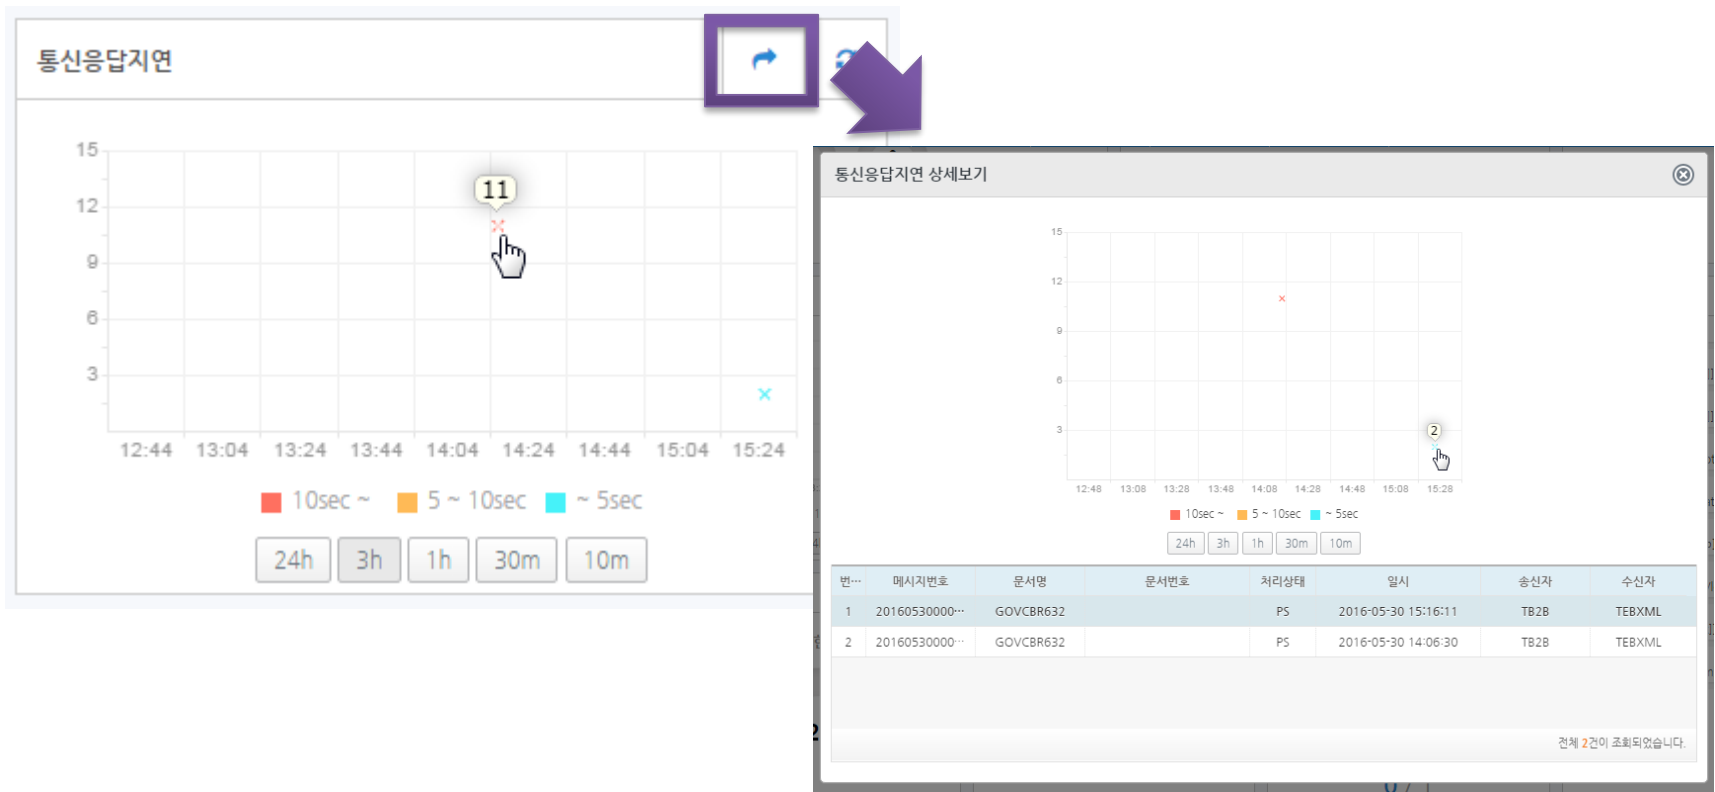 통신응답지연
15
12
9
6
3
11
12:44 13:04 13:24 13:44 14:04 14:24 14:44 15:04 15:24
10sec ~ 5 ~ 10sec ~ 5sec
24h 3h 1h 30m 10m
통신응답지연 상세보기
15
12
9
6
3
2
12:48 13:08 13:28 13:48 14:08 14:28 14:48 15:08 15:28
10sec ~ 5 ~ 10sec ~ 5sec
24h 3h 1h 30m 10m
번··· 메시지번호 문서명 문서번호 처리상태 일시 송신자 수신자
1 20160530000··· GOVCBR632 PS 2016-05-30 15:16:11 TB2B TEBXML
2 20160530000··· GOVCBR632 PS 2016-05-30 14:06:30 TB2B TEBXML
전체 2건이 조회되었습니다.